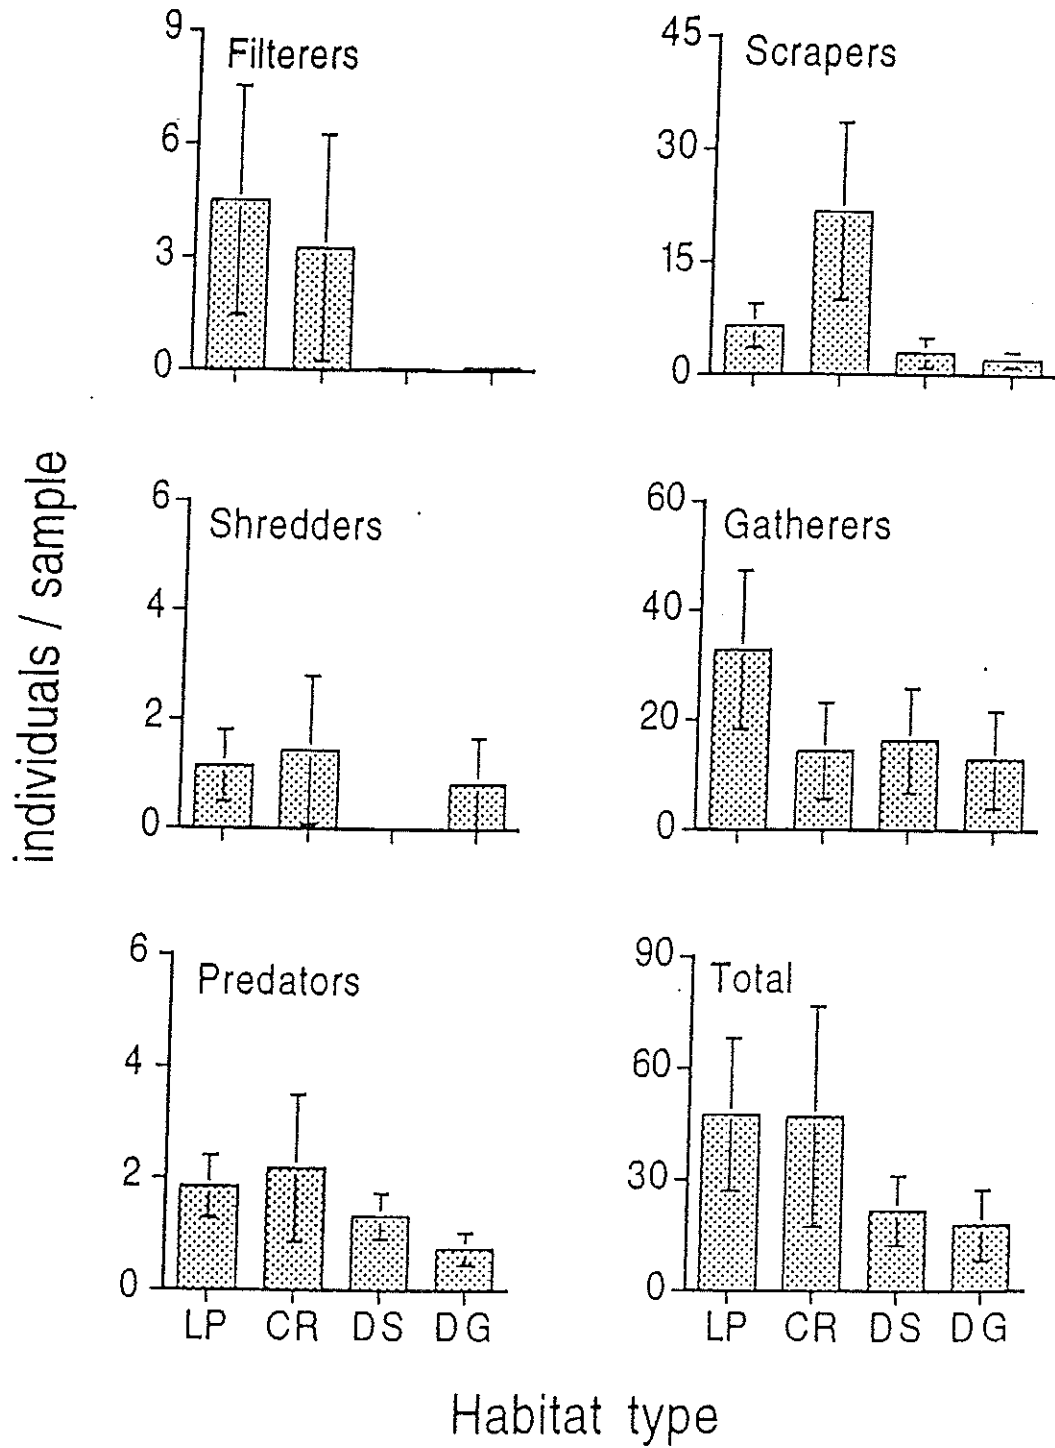 Filterers
9
6
3
0
Scrapers
45
30
15
0
individuals / sample
Shredders
6
4
2
0
Gatherers
60
40
20
0
Predators
6
4
2
0
LP CR DS DG
Total
90
60
30
0
LP CR DS DG
Habitat type